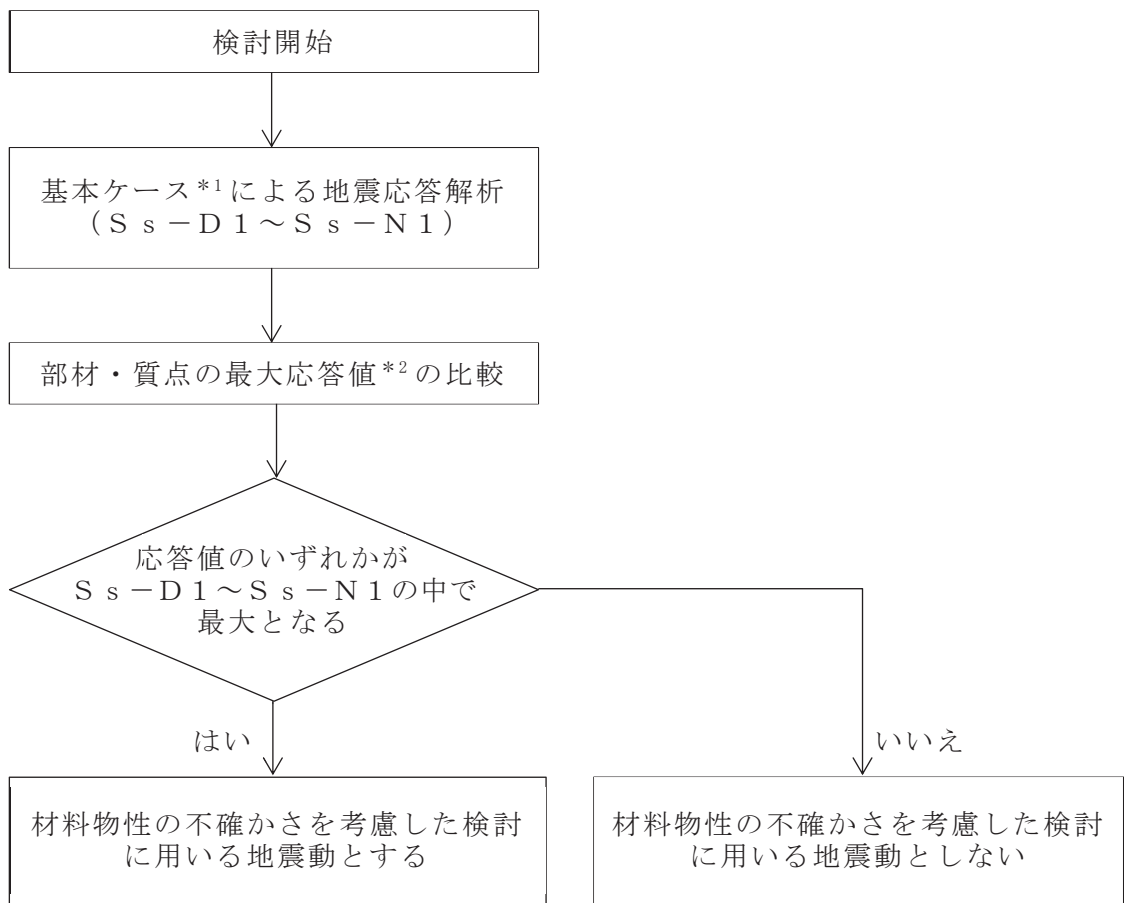 検討開始
基本ケース*1による地震応答解析
(Ss-D1~Ss-N1)
部材・質点の最大応答値*2の比較
応答値のいずれかが
Ss-D1~Ss-N1の中で
最大となる
はい
いいえ
材料物性の不確かさを考慮した検討
に用いる地震動とする
材料物性の不確かさを考慮した検討
に用いる地震動としない